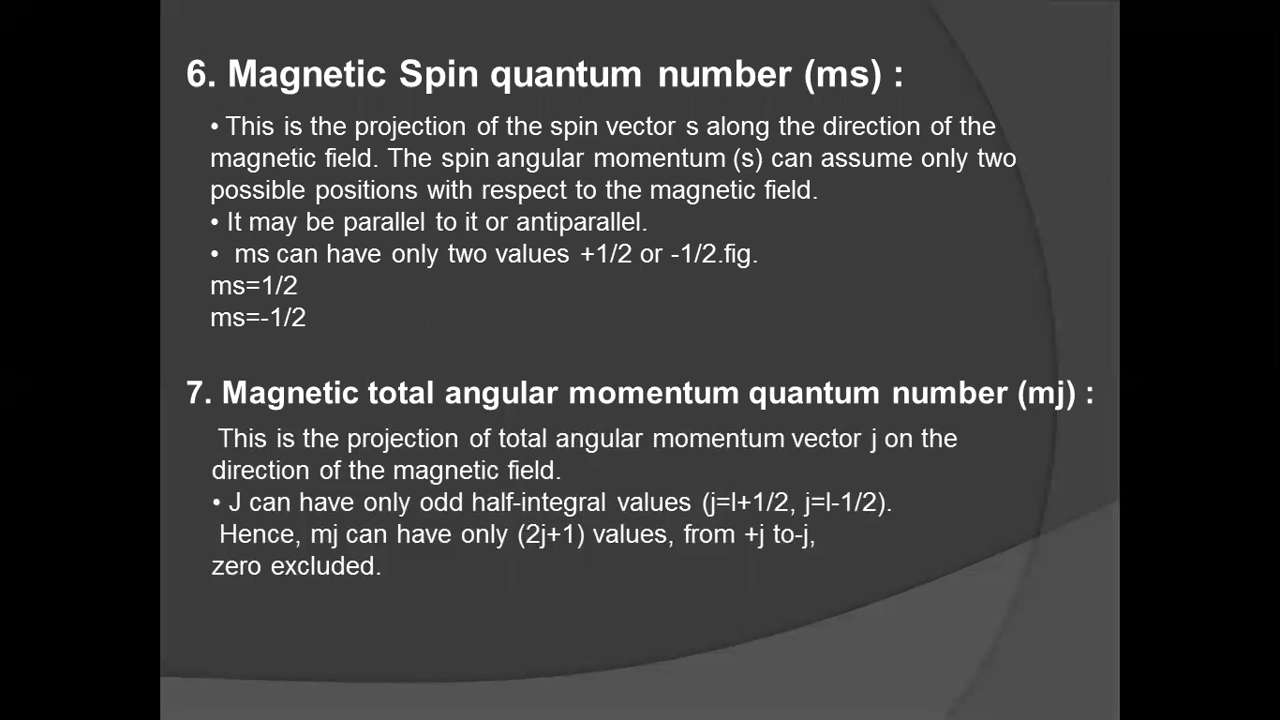 6. Magnetic Spin quantum number (ms) :
• This is the projection of the spin vector s along the direction of the
magnetic field. The spin angular momentum (s) can assume only two
possible positions with respect to the magnetic field.
• It may be parallel to it or antiparallel.
• ms can have only two values +1/2 or -1/2.fig.
ms=1/2
ms=-1/2
7. Magnetic total angular momentum quantum number (mj) :
This is the projection of total angular momentum vector j on the
direction of the magnetic field.
• J can have only odd half-integral values (j=l+1/2, j=l-1/2).
Hence, mj can have only (2j+1) values, from +j to-j,
zero excluded.